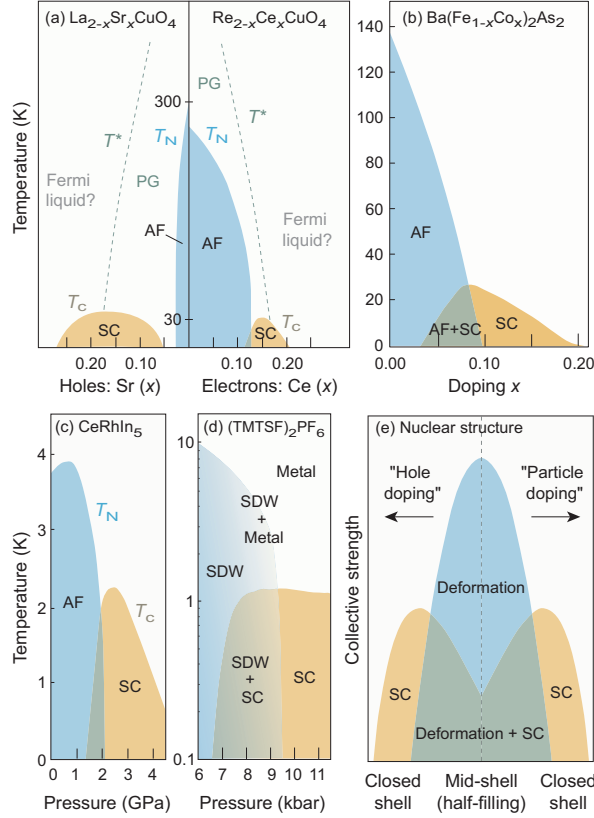 (a) La2-xSrxCuO4
Re2-xCexCuO4
PG
300
TN
TN
T*
T*
PG
Fermi
liquid?
Fermi
liquid?
AF
AF
Tc
30
Tc
SC
SC
Temperature (K)
0.20 0.10
0.10 0.20
Holes: Sr (x)
Electrons: Ce (x)
(b) Ba(Fe1-xCox)2As2
140
120
100
80
60
40
20
0
AF
AF+SC
SC
0.00 0.10 0.20
Doping x
(c) CeRhIn5
4
3
2
1
0
Temperature (K)
TN
AF
Tc
SC
0 1 2 3 4
Pressure (GPa)
(d) (TMTSF)2PF6
10
1
0.1
Metal
SDW
+
Metal
SDW
SDW
+
SC
SC
6 7 8 9 10 11
Pressure (kbar)
(e) Nuclear structure
"Hole
doping"
"Particle
doping"
Collective strength
Deformation
SC
SC
Deformation + SC
Closed
shell
Mid-shell
(half-filling)
Closed
shell